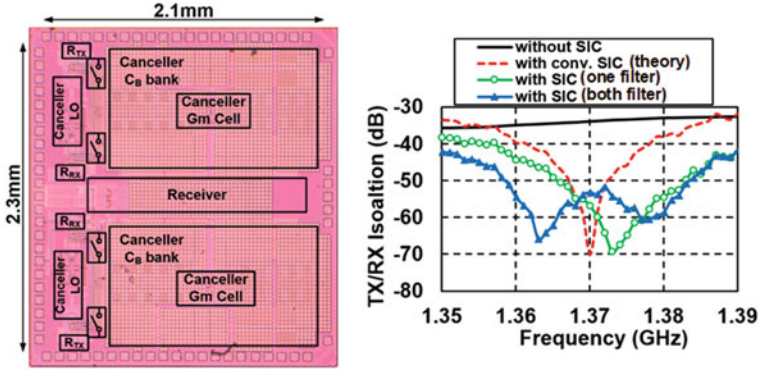 2.1mm
2.3mm
RTX
Canceller
CB bank
Canceller
Gm Cell
Canceller
LO
RRX
Receiver
RRX
Canceller
CB bank
Canceller
Gm Cell
Canceller
LO
RTX
without SIC
with conv. SIC (theory)
with SIC (one filter)
with SIC (both filter)
TX/RX Isoaltion (dB)
-30
-40
-50
-60
-70
-80
1.35 1.36 1.37 1.38 1.39
Frequency (GHz)